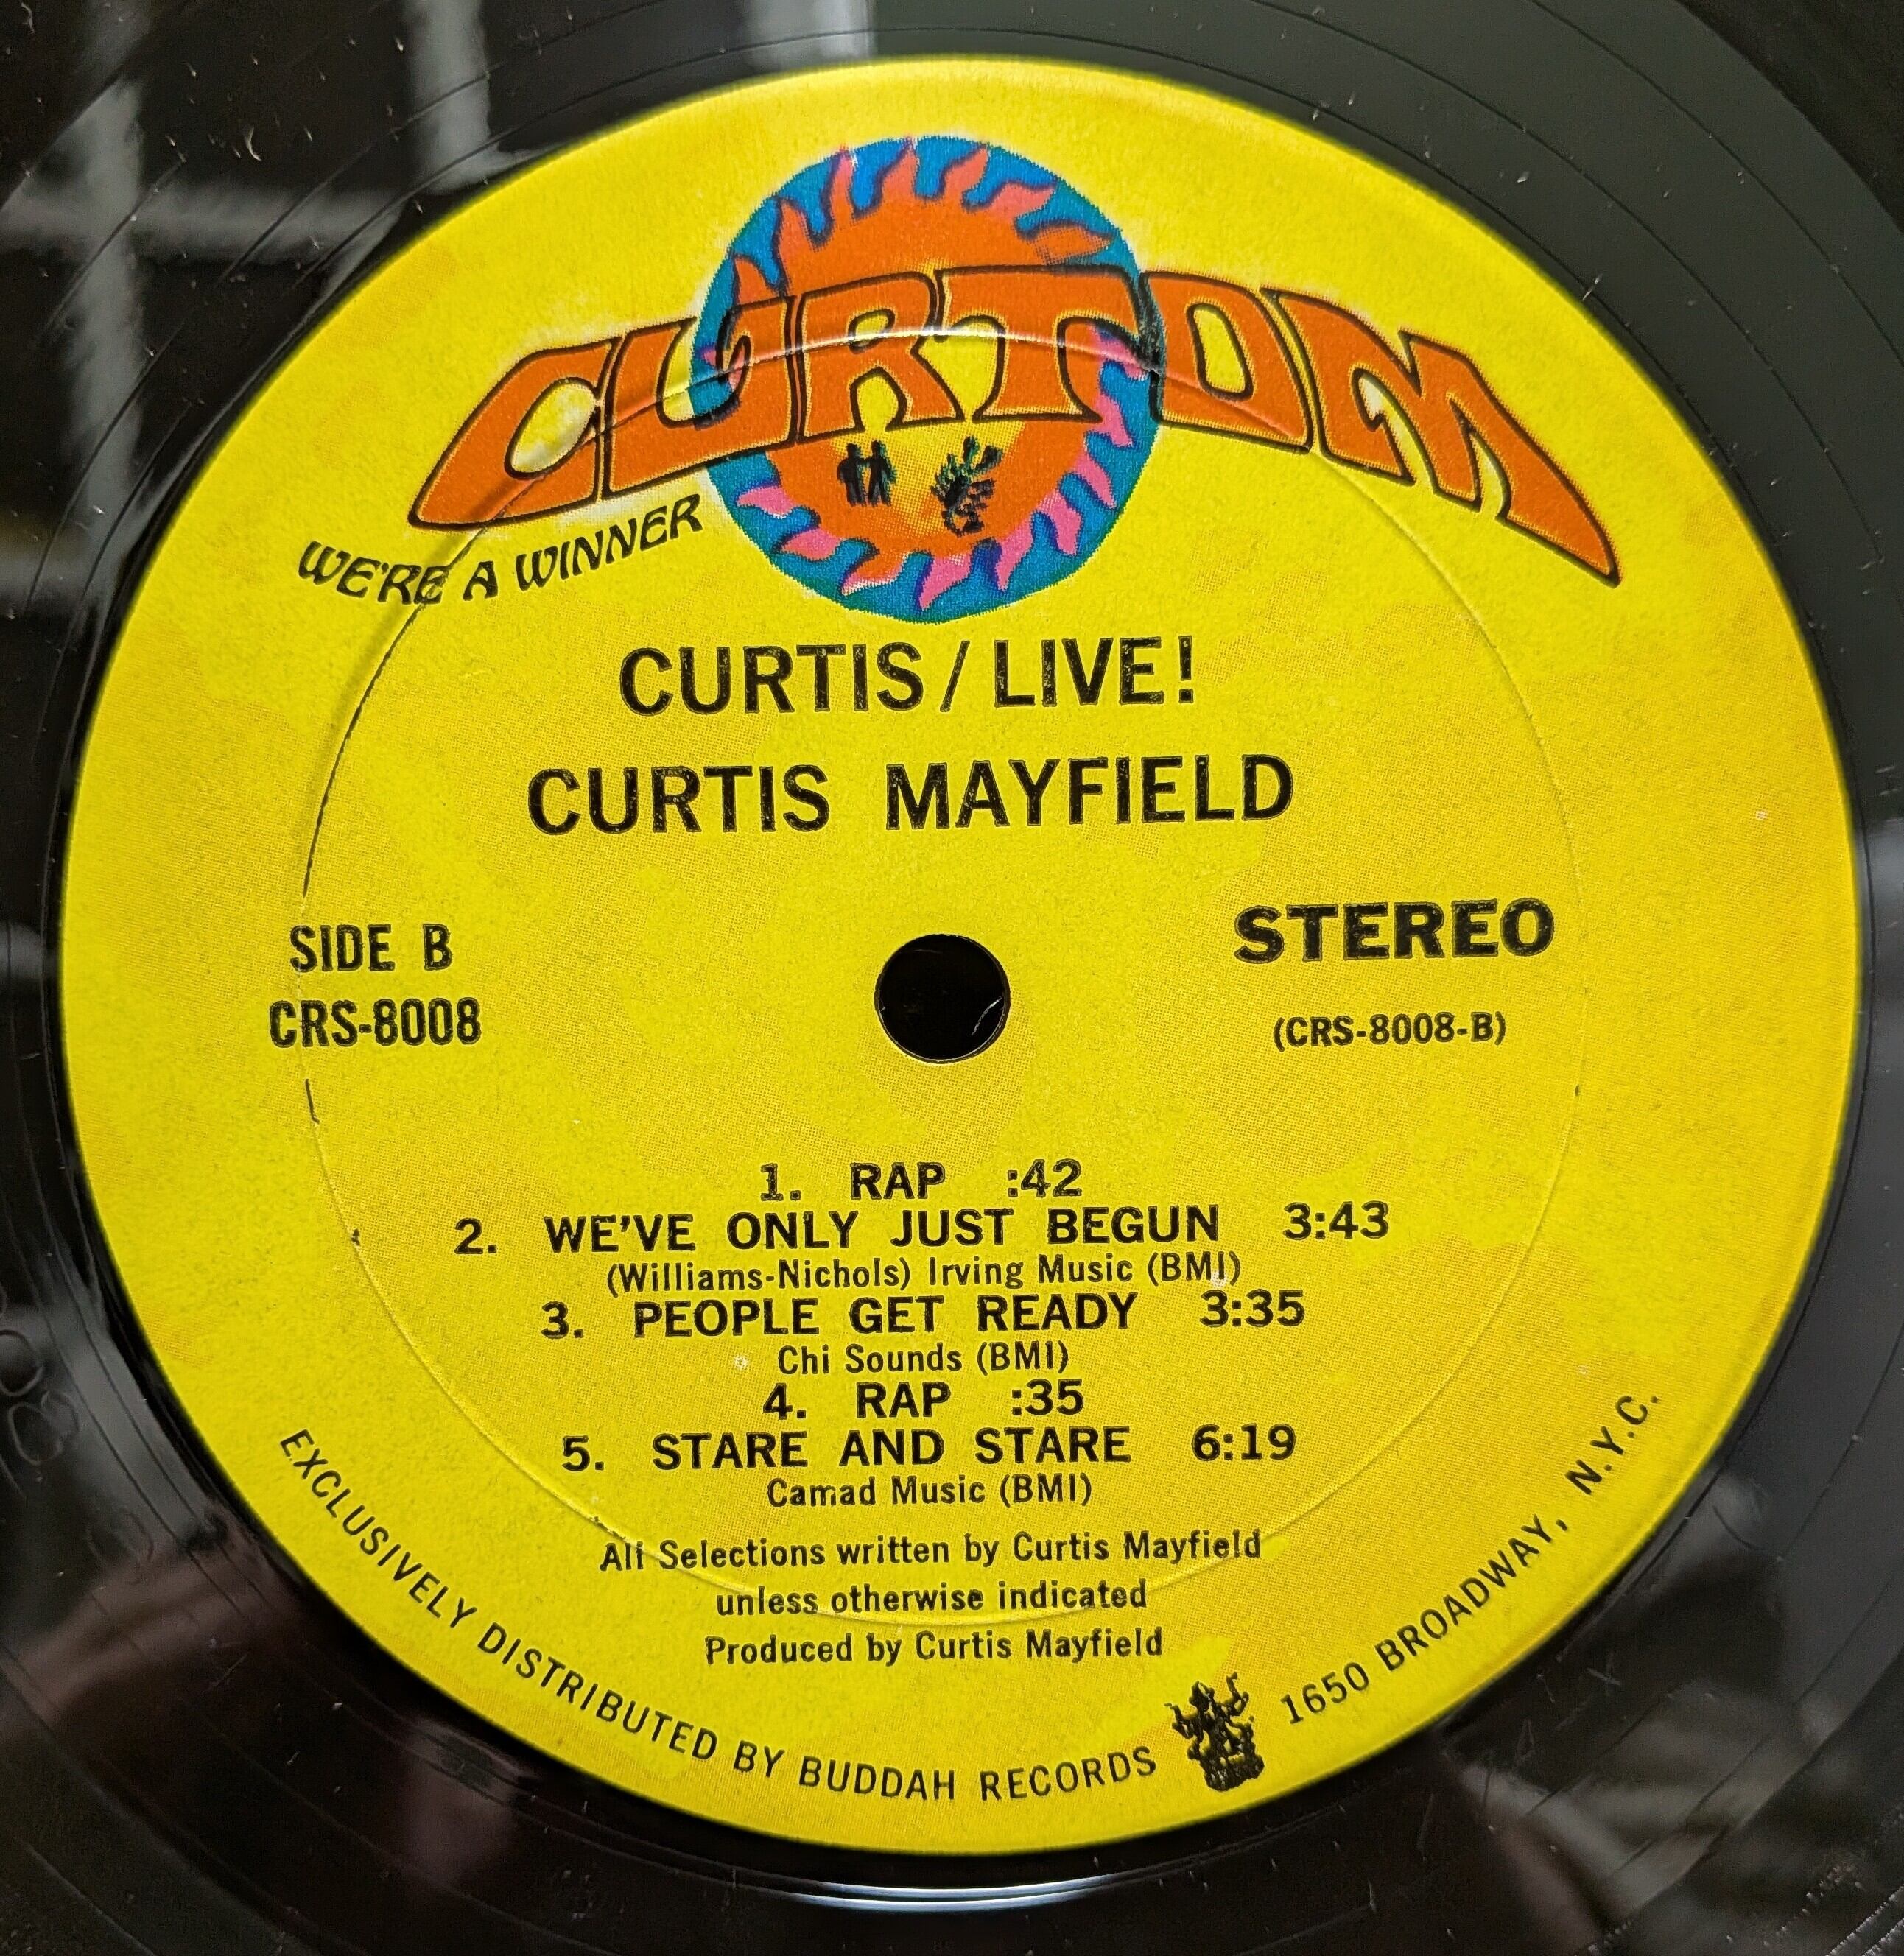 CURTOM
WE'RE A WINNER
CURTIS / LIVE!
CURTIS MAYFIELD
SIDE B
CRS-8008
STEREO
(CRS-8008-B)
1. RAP :42
2. WE'VE ONLY JUST BEGUN 3:43
(Williams-Nichols) Irving Music (BMI)
3. PEOPLE GET READY 3:35
Chi Sounds (BMI)
4. RAP :35
5. STARE AND STARE 6:19
Camad Music (BMI)
All Selections written by Curtis Mayfield
unless otherwise indicated
Produced by Curtis Mayfield
EXCLUSIVELY DISTRIBUTED BY BUDDAH RECORDS 1650 BROADWAY, N.Y.C.